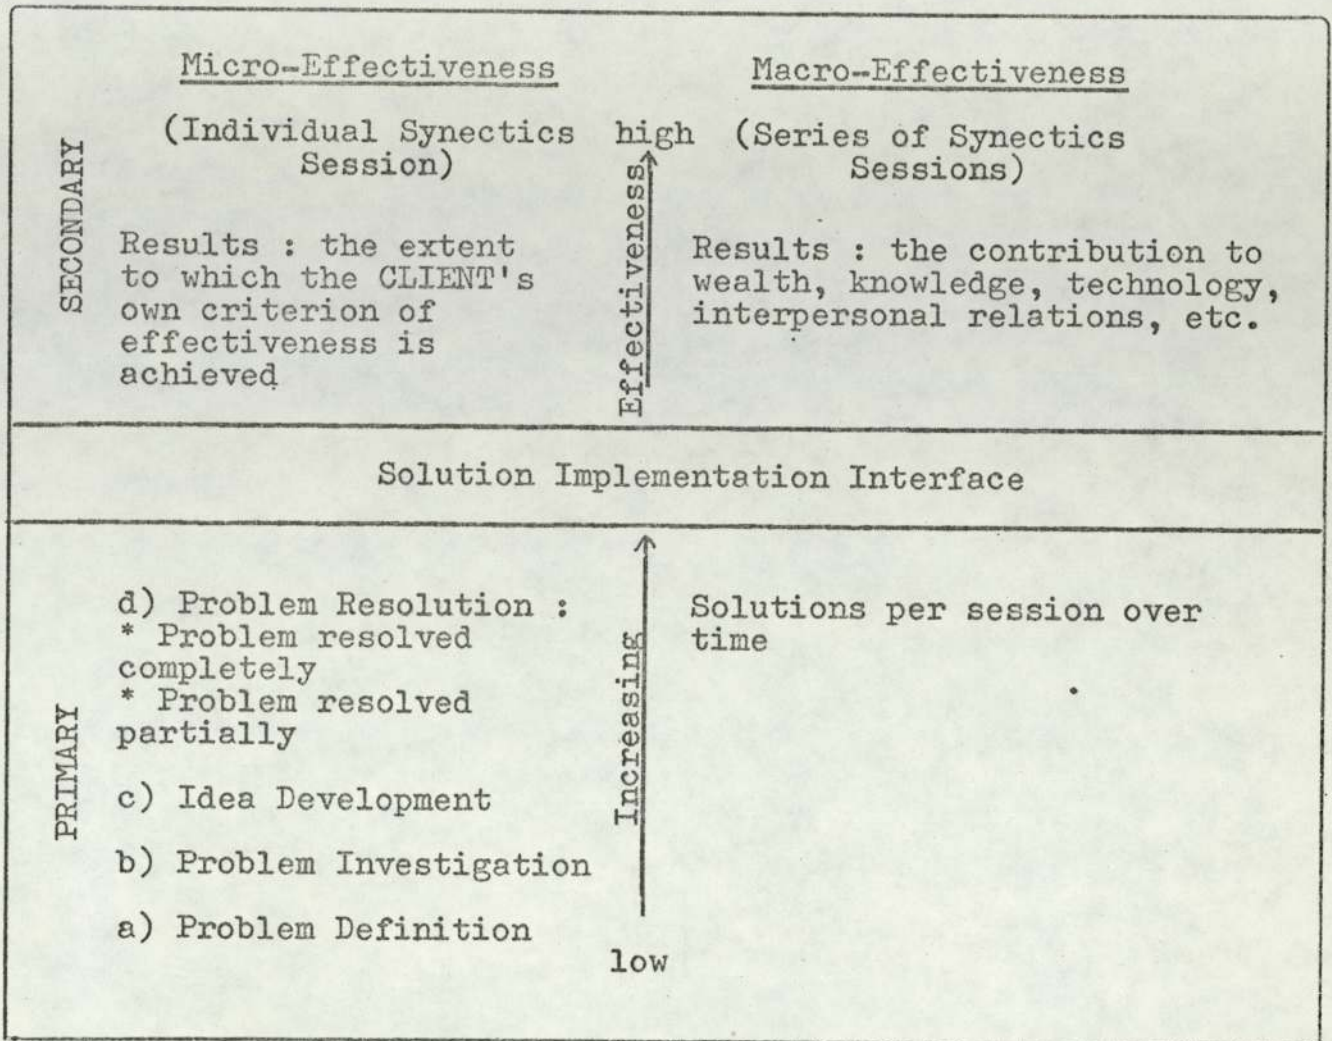 Micro-Effectiveness
Macro-Effectiveness
(Individual Synectics
Session)
high
(Series of Synectics
Sessions)
SECONDARY
Results : the extent
to which the CLIENT's
own criterion of
effectiveness is
achieved
Effectiveness
Results : the contribution to
wealth, knowledge, technology,
interpersonal relations, etc.
Solution Implementation Interface
PRIMARY
d) Problem Resolution :
* Problem resolved
completely
* Problem resolved
partially
c) Idea Development
b) Problem Investigation
a) Problem Definition
Increasing
low
Solutions per session over
time